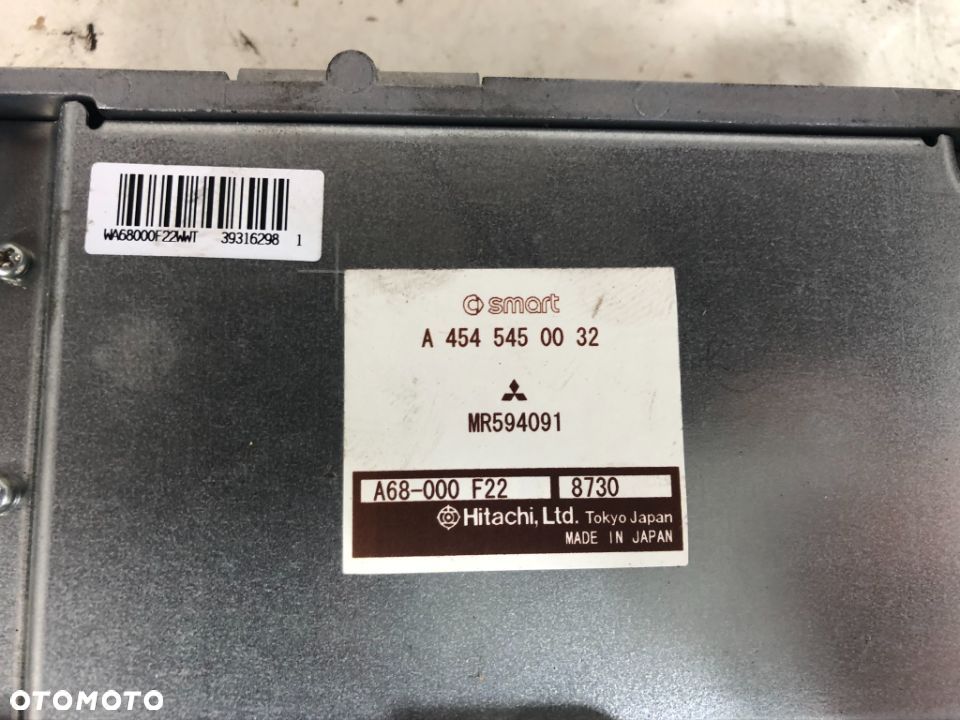 WA68000F22WWT 39316298 1
smart
A 454 545 00 32
MR594091
A68-000 F22 8730
Hitachi, Ltd. Tokyo Japan
MADE IN JAPAN
OTOMOTO